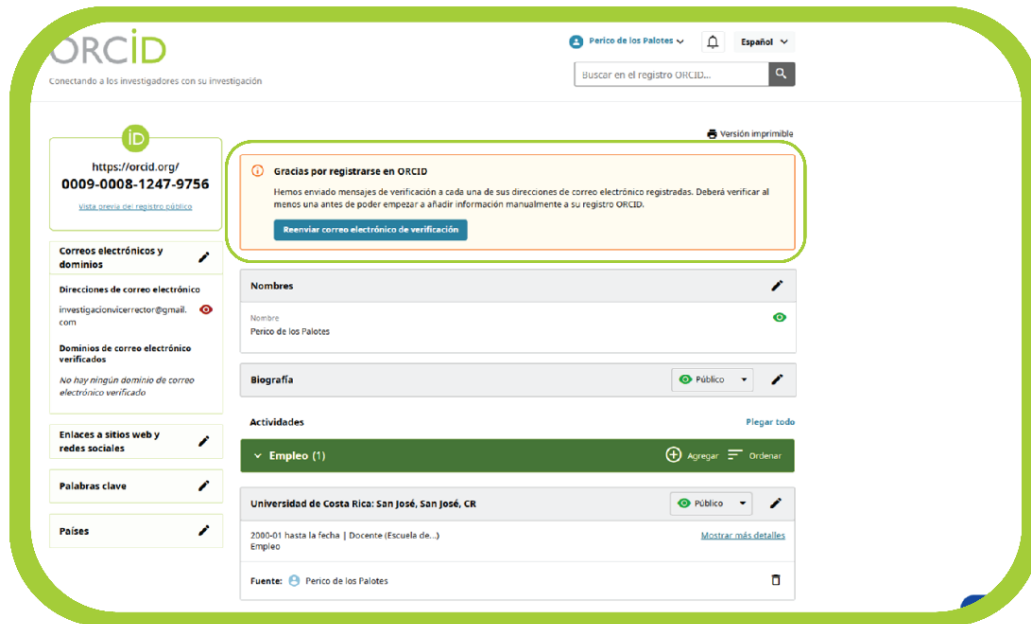 ORCID
Conectando a los investigadores con su investigación
Perico de los Palotes
Español
Buscar en el registro ORCID...
Versión imprimible
iD
https://orcid.org/
0009-0008-1247-9756
Vista previa del registro público
Gracias por registrarse en ORCID
Hemos enviado mensajes de verificación a cada una de sus direcciones de correo electrónico registradas. Deberá verificar al
menos una antes de poder empezar a añadir información manualmente a su registro ORCID.
Reenviar correo electrónico de verificación
Correos electrónicos y
dominios
Direcciones de correo electrónico
investigacionvicerrector@gmail.
com
Dominios de correo electrónico
verificados
No hay ningún dominio de correo
electrónico verificado
Enlaces a sitios web y
redes sociales
Palabras clave
Países
Nombres
Nombre
Perico de los Palotes
Biografía
Público
Actividades
Plegar todo
Empleo (1)
Agregar
Ordenar
Universidad de Costa Rica: San José, San José, CR
Público
2000-01 hasta la fecha | Docente (Escuela de...)
Empleo
Mostrar más detalles
Fuente: Perico de los Palotes